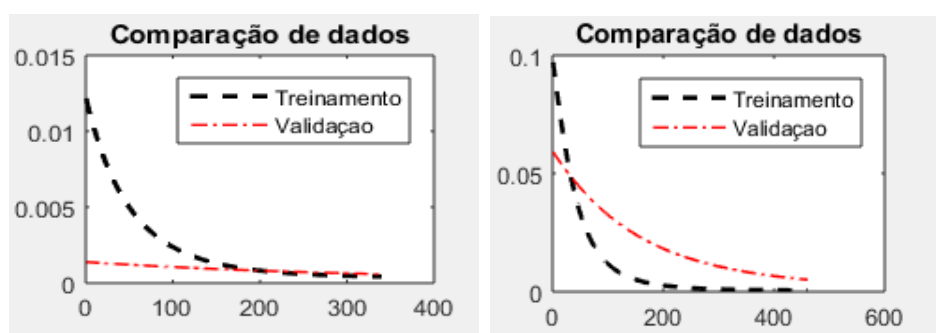 Comparação de dados
0.015
0.01
0.005
0
0 100 200 300 400
Treinamento
Validaçao
Comparação de dados
0.1
0.05
0
0 200 400 600
Treinamento
Validaçao